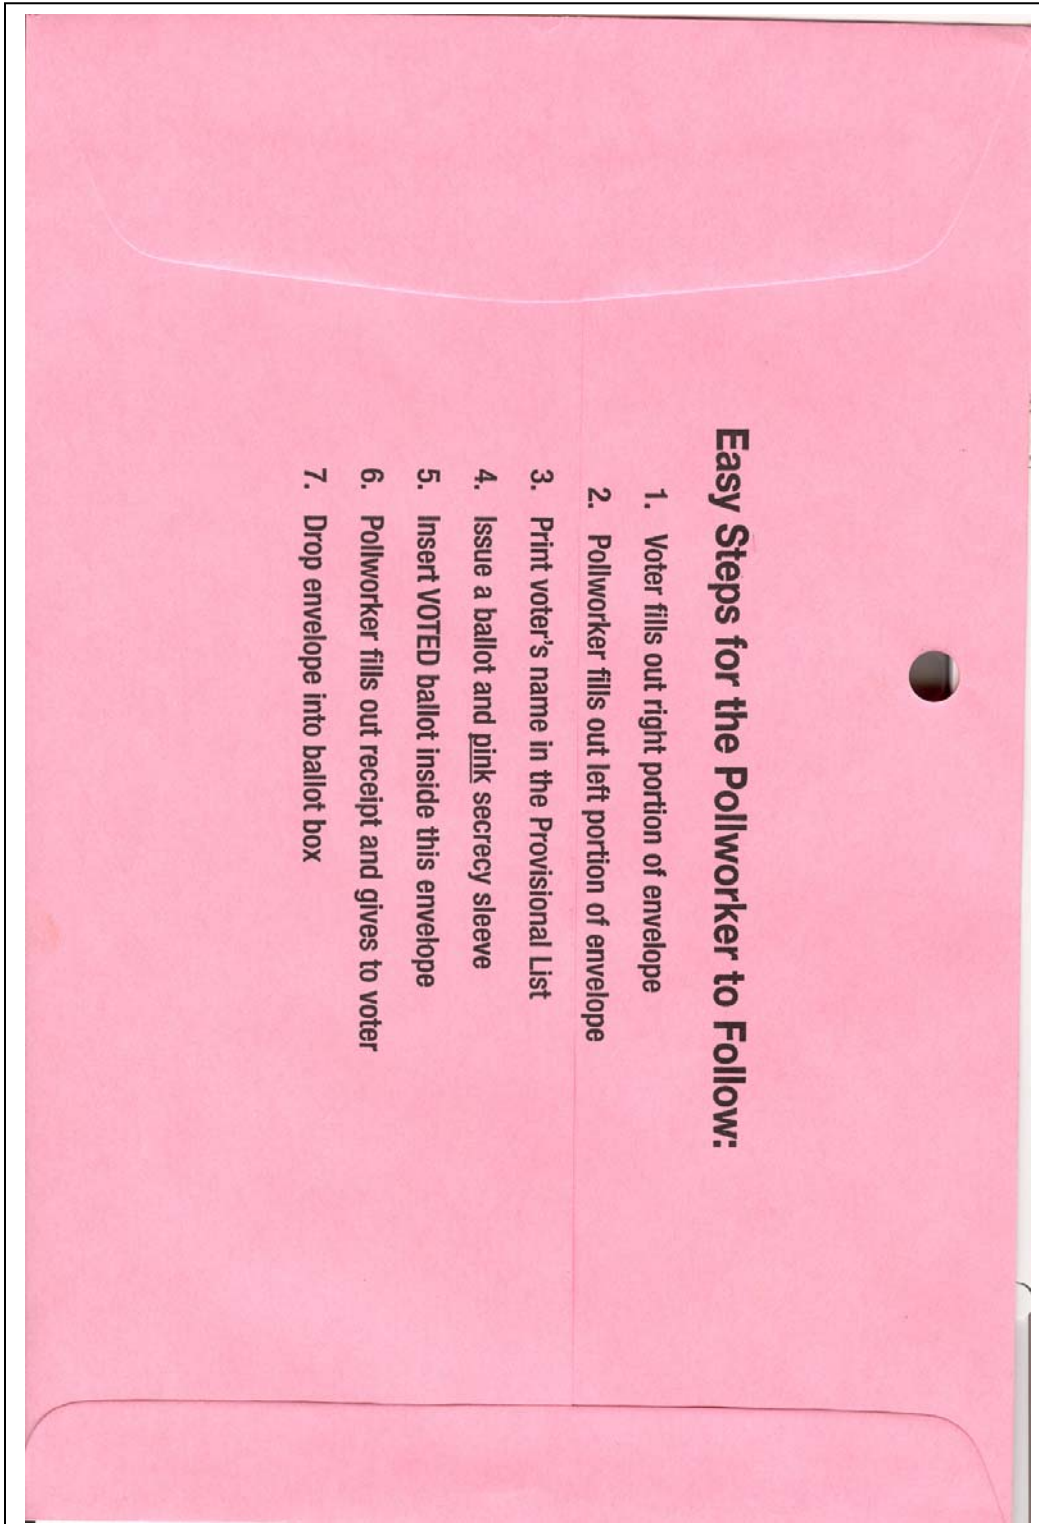 Easy Steps for the Pollworker to Follow:
1. Voter fills out right portion of envelope
2. Pollworker fills out left portion of envelope
3. Print voter's name in the Provisional List
4. Issue a ballot and pink secrecy sleeve
5. Insert VOTED ballot inside this envelope
6. Pollworker fills out receipt and gives to voter
7. Drop envelope into ballot box